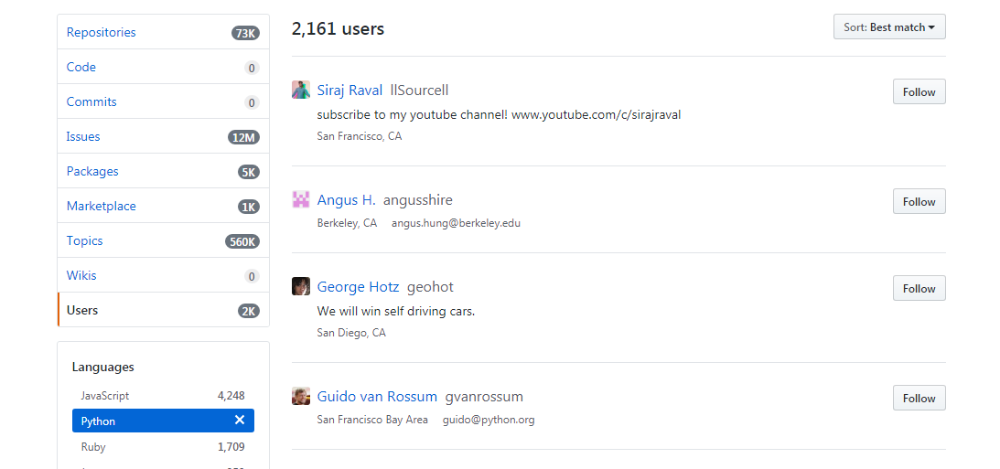 Repositories 73K
Code 0
Commits 0
Issues 12M
Packages 5K
Marketplace 1K
Topics 560K
Wikis 0
Users 2K
Languages
JavaScript 4,248
Python ✕
Ruby 1,709
2,161 users
Sort: Best match
Siraj Raval llSourcell
Follow
subscribe to my youtube channel! www.youtube.com/c/sirajraval
San Francisco, CA
Angus H. angusshire
Follow
Berkeley, CA angus.hung@berkeley.edu
George Hotz geohot
Follow
We will win self driving cars.
San Diego, CA
Guido van Rossum gvanrossum
Follow
San Francisco Bay Area guido@python.org